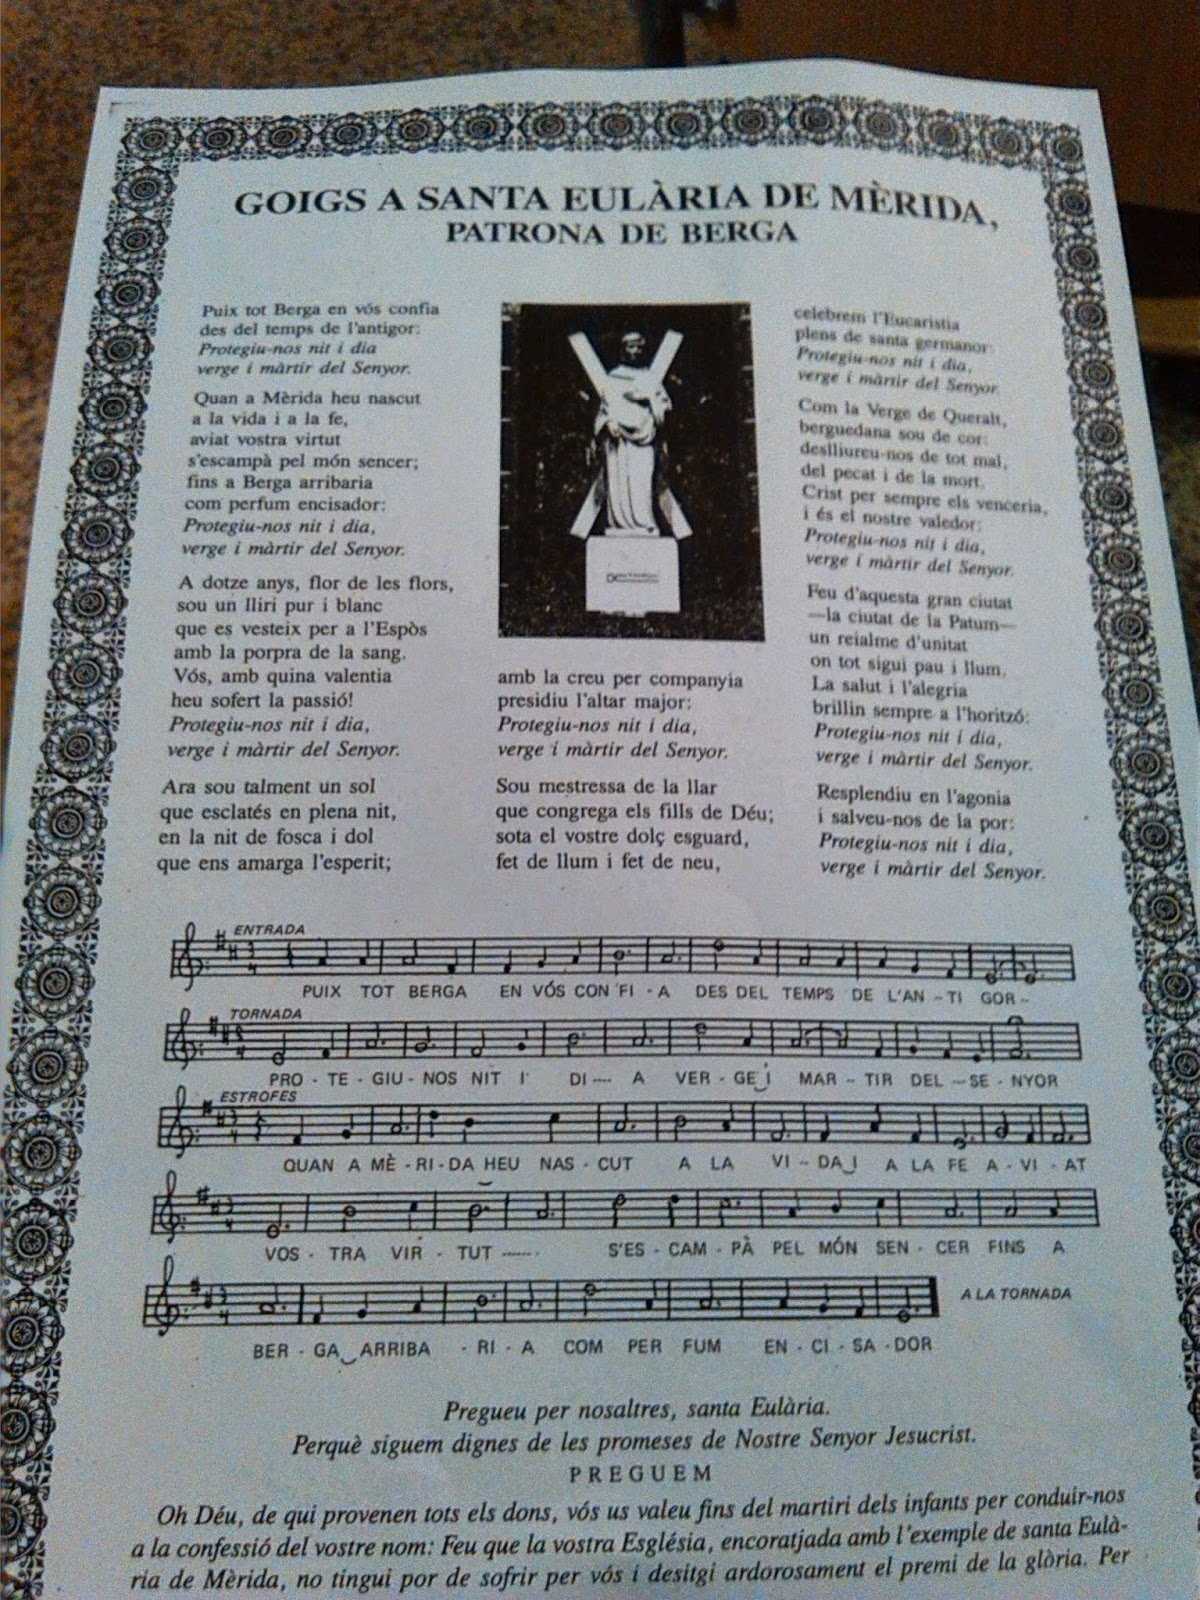 GOIGS A SANTA EULÀRIA DE MÈRIDA,
PATRONA DE BERGA
Puix tot Berga en vós confia
des del temps de l'antigor:
Protegiu-nos nit i dia
verge i màrtir del Senyor.
Quan a Mèrida heu nascut
a la vida i a la fe,
aviat vostra virtut
s'escampà pel món sencer;
fins a Berga arribaria
com perfum encisador:
Protegiu-nos nit i dia,
verge i màrtir del Senyor.
A dotze anys, flor de les flors,
sou un lliri pur i blanc
que es vesteix per a l'Espòs
amb la porpra de la sang.
Vós, amb quina valentia
heu sofert la passió!
Protegiu-nos nit i dia,
verge i màrtir del Senyor.
Ara sou talment un sol
que esclatés en plena nit,
en la nit de fosca i dol
que ens amarga l'esperit;
amb la creu per companyia
presidiu l'altar major:
Protegiu-nos nit i dia,
verge i màrtir del Senyor.
Sou mestressa de la llar
que congrega els fills de Déu;
sota el vostre dolç esguard,
fet de llum i fet de neu,
celebrem l'Eucaristia
plens de santa germanor:
Protegiu-nos nit i dia,
verge i màrtir del Senyor.
Com la Verge de Queralt,
berguedana sou de cor:
deslliureu-nos de tot mal,
del pecat i de la mort.
Crist per sempre els venceria,
i és el nostre valedor:
Protegiu-nos nit i dia,
verge i màrtir del Senyor.
Feu d'aquesta gran ciutat
—la ciutat de la Patum—
un reialme d'unitat
on tot sigui pau i llum.
La salut i l'alegria
brillin sempre a l'horitzó:
Protegiu-nos nit i dia,
verge i màrtir del Senyor.
Resplendiu en l'agonia
i salveu-nos de la por:
Protegiu-nos nit i dia,
verge i màrtir del Senyor.
ENTRADA
PUIX TOT BERGA EN VÓS CON FI - A DES DEL TEMPS DE L'AN - TI GOR -
TORNADA
PRO - TE - GIU - NOS NIT I DI ---- A VER - GE I MAR - TIR DEL - SE - NYOR
ESTROFES
QUAN A MÈ - RI - DA HEU NAS - CUT A LA VI - DA I A LA FE A - VI - AT
VOS - TRA VIR - TUT ------ S'ES - CAM - PÀ PEL MÓN SEN - CER FINS A
BER - GA ARRIBA - RI - A COM PER FUM EN - CI - SA - DOR
A LA TORNADA
Pregueu per nosaltres, santa Eulària.
Perquè siguem dignes de les promeses de Nostre Senyor Jesucrist.
PREGUEM
Oh Déu, de qui provenen tots els dons, vós us valeu fins del martiri dels infants per conduir-nos
a la confessió del vostre nom: Feu que la vostra Església, encoratjada amb l'exemple de santa Eulà-
ria de Mèrida, no tingui por de sofrir per vós i desitgi ardorosament el premi de la glòria. Per